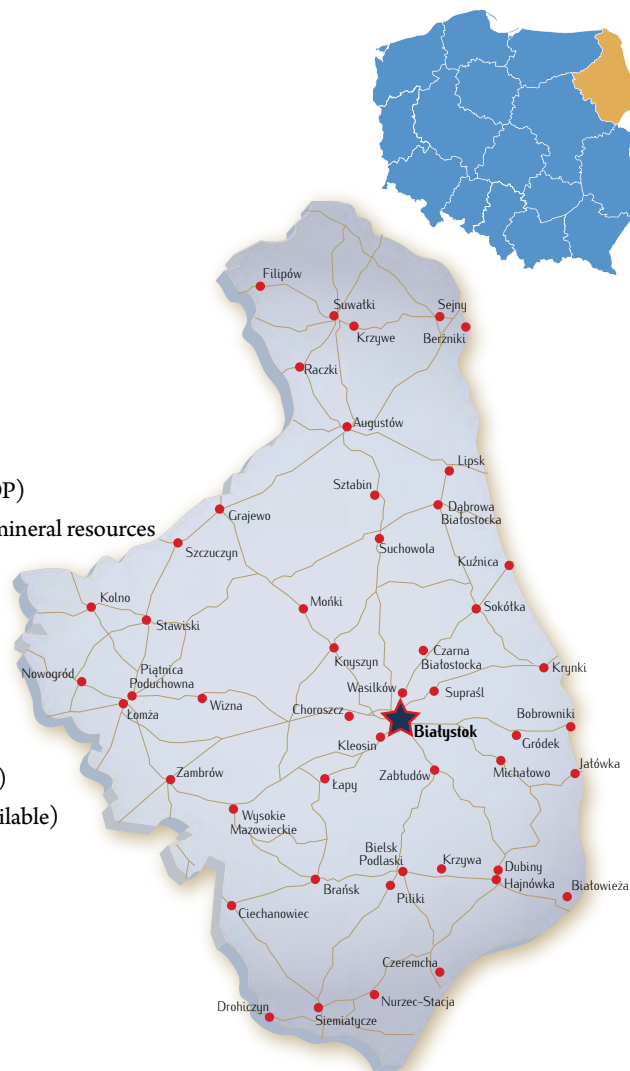 Filipów
Suwałki
Sejny
Krzywe
Berżniki
Raczki
Augustów
Lipsk
OP)
Sztabin
Grajewo
Dąbrowa
Białostocka
mineral resources
Szczuczyn
Suchowola
Kuźnica
Kolno
Mońki
Sokółka
Stawiski
Knyszyn
Czarna
Białostocka
Nowogród
Piątnica
Poduchowna
Krynki
Wasilków
Supraśl
Łomża
Wizna
Choroszcz
Bobrowniki
Białystok
Kleosin
Gródek
Zambrów
Zabłudów
Michałowo
Jałówka
)
Łapy
ilable)
Wysokie
Mazowieckie
Bielsk
Podlaski
Krzywa
Dubiny
Hajnówka
Białowieża
Brańsk
Piliki
Ciechanowiec
Czeremcha
Drohiczyn
Nurzec-Stacja
Siemiatycze